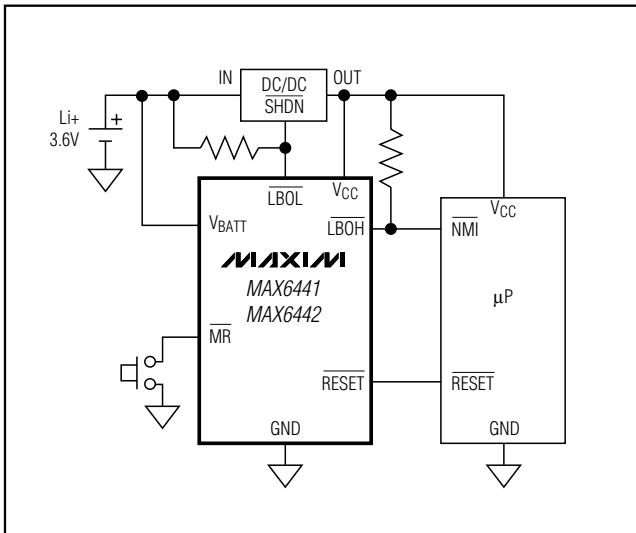 IN
DC/DC
OUT
SHDN
Li+
3.6V
+
LBOL
VCC
VCC
VBATT
LBOH
NMI
MAXIM
MAX6441
MAX6442
µP
MR
RESET
RESET
GND
GND